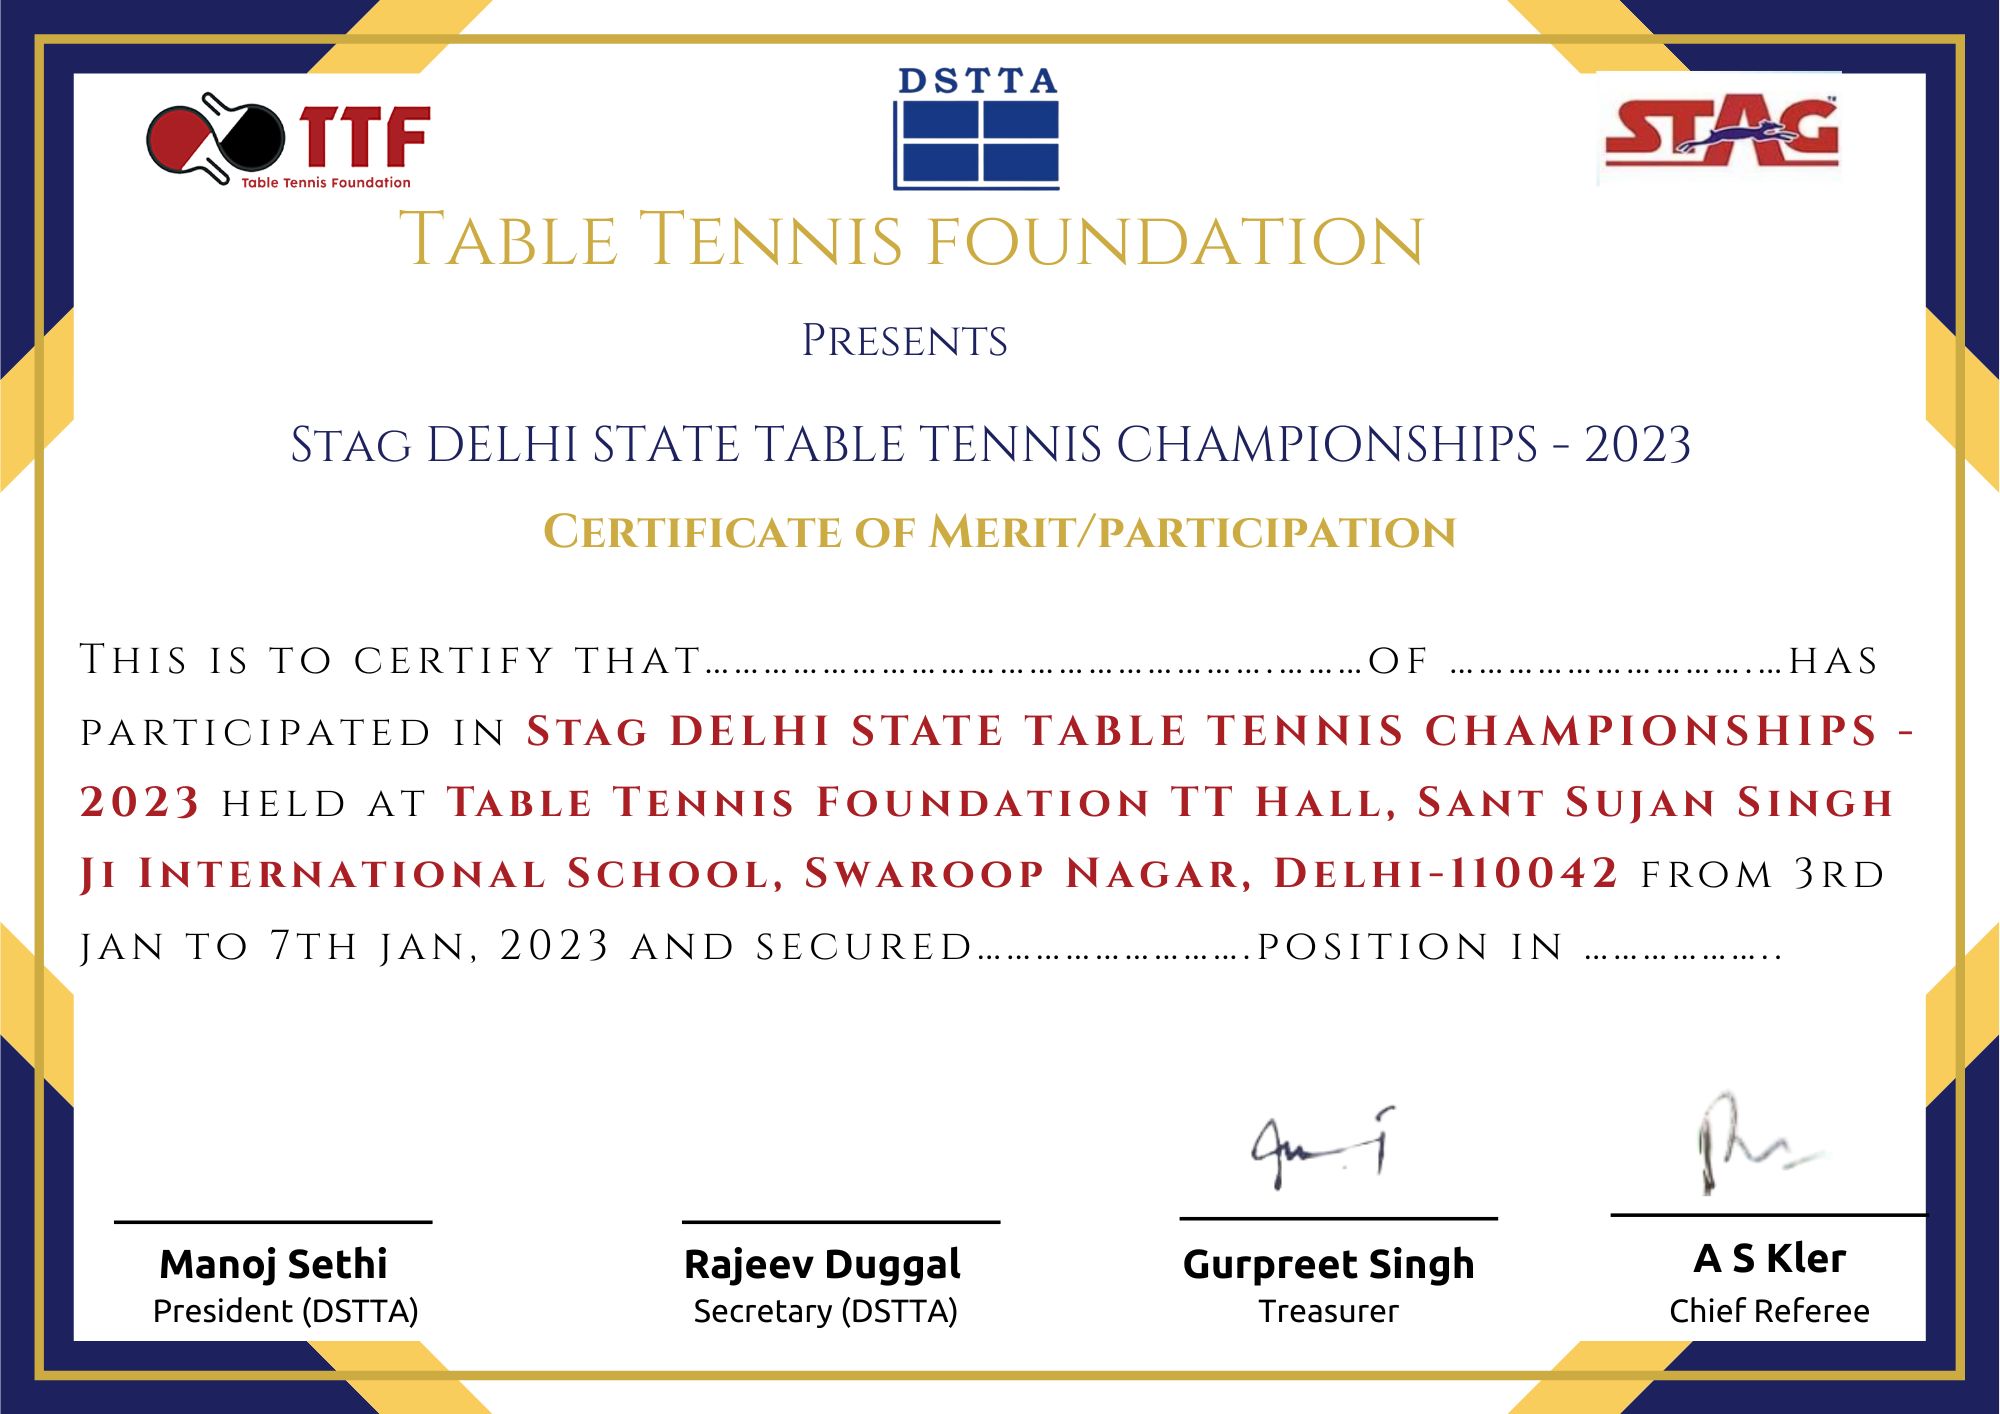 TTF
Table Tennis Foundation
DSTTA
STAG
TABLE TENNIS FOUNDATION
PRESENTS
STAG DELHI STATE TABLE TENNIS CHAMPIONSHIPS - 2023
CERTIFICATE OF MERIT/PARTICIPATION
THIS IS TO CERTIFY THAT……………………………………………………….………OF …………………………….…HAS
PARTICIPATED IN STAG DELHI STATE TABLE TENNIS CHAMPIONSHIPS -
2023 HELD AT TABLE TENNIS FOUNDATION TT HALL, SANT SUJAN SINGH
JI INTERNATIONAL SCHOOL, SWAROOP NAGAR, DELHI-110042 FROM 3RD
JAN TO 7TH JAN, 2023 AND SECURED……………………….POSITION IN ………………..
Manoj Sethi
President (DSTTA)
Rajeev Duggal
Secretary (DSTTA)
Gurpreet Singh
Treasurer
A S Kler
Chief Referee